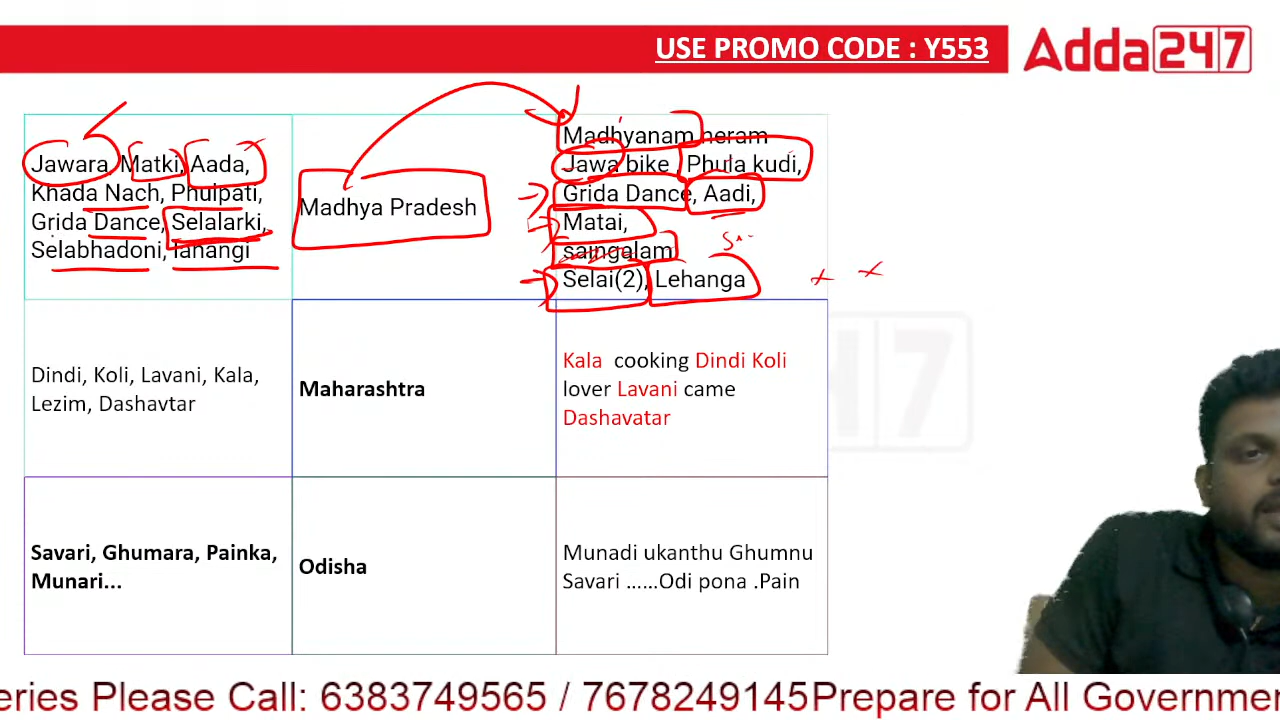 USE PROMO CODE : Y553
Adda247
Jawara, Matki, Aada,
Khada Nach, Phulpati,
Grida Dance, Selalarki,
Selabhadoni, Tahangi
Madhya Pradesh
Madhyanam neram
Jawa bike, Phula kudi,
Grida Dance, Aadi,
Matai,
saingalam
Selai(2), Lehanga
Dindi, Koli, Lavani, Kala,
Lezim, Dashavtar
Maharashtra
Kala cooking Dindi Koli
lover Lavani came
Dashavatar
Savari, Ghumara, Painka,
Munari...
Odisha
Munadi ukanthu Ghumnu
Savari ......Odi pona .Pain
eries Please Call: 6383749565 / 7678249145Prepare for All Governme